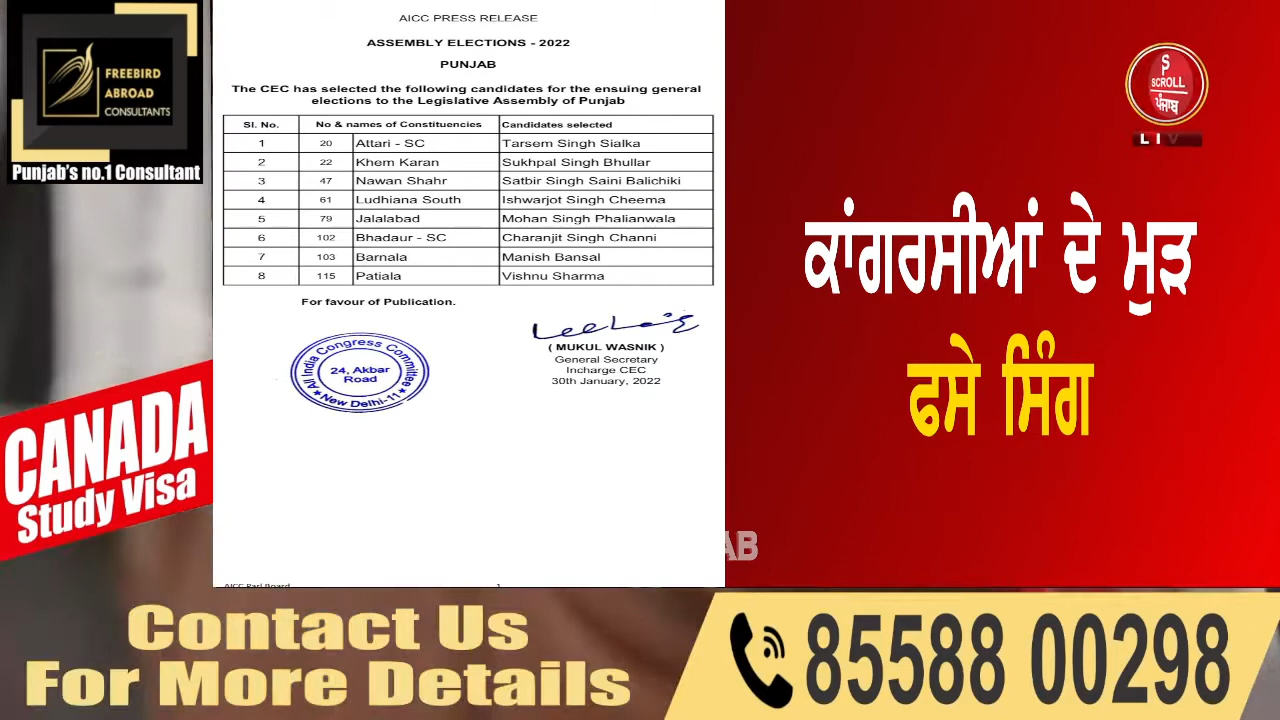 FREEBIRD
ABROAD
CONSULTANTS
Punjab's no.1 Consultant
CANADA
Study Visa
AICC PRESS RELEASE
ASSEMBLY ELECTIONS - 2022
PUNJAB
The CEC has selected the following candidates for the ensuing general
elections to the Legislative Assembly of Punjab
Sl. No. No & names of Constituencies Candidates selected
1 20 Attari - SC Tarsem Singh Sialka
2 22 Khem Karan Sukhpal Singh Bhullar
3 47 Nawan Shahr Satbir Singh Saini Balichiki
4 61 Ludhiana South Ishwarjot Singh Cheema
5 79 Jalalabad Mohan Singh Phalianwala
6 102 Bhadaur - SC Charanjit Singh Channi
7 103 Barnala Manish Bansal
8 115 Patiala Vishnu Sharma
For favour of Publication.
All India Congress Committee
24, Akbar
Road
New Delhi-11
( MUKUL WASNIK )
General Secretary
Incharge CEC
30th January, 2022
AICC Parl Board 1
SCROLL
ਪੰਜਾਬ
LIV
ਕਾਂਗਰਸੀਆਂ ਦੇ ਮੁੜ
ਫਸੇ ਸਿੰਗ
AB
Contact Us
For More Details
85588 00298